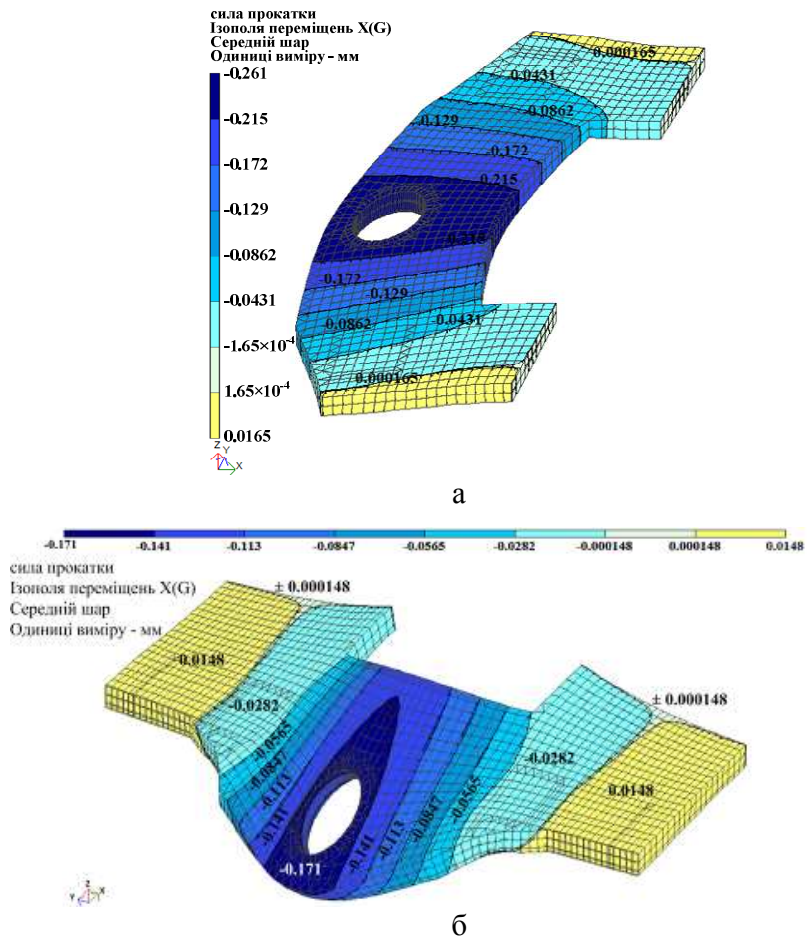 сила прокатки
Ізополя переміщень X(G)
Середній шар
Одиниці виміру - мм
-0.261
-0.215
-0.172
-0.129
-0.0862
-0.0431
-1.65×10⁻⁴
1.65×10⁻⁴
0.0165
Z Y X
0.000165
-0.0431
-0.0862
-0.129
-0.172
0.215
-0.215
-0.172
0.129
-0.0862
-0.0431
0.000165
а
-0.171 -0.141 -0.113 -0.0847 -0.0565 -0.0282 -0.000148 0.000148 0.0148
сила прокатки
Ізополя переміщень X(G)
Середній шар
Одиниці виміру - мм
± 0.000148
0.0148
-0.0282
-0.0565
-0.0847
-0.113
-0.141
-0.171
-0.141
-0.113
-0.0847
-0.0565
-0.0282
± 0.000148
0.0148
Z Y X
б